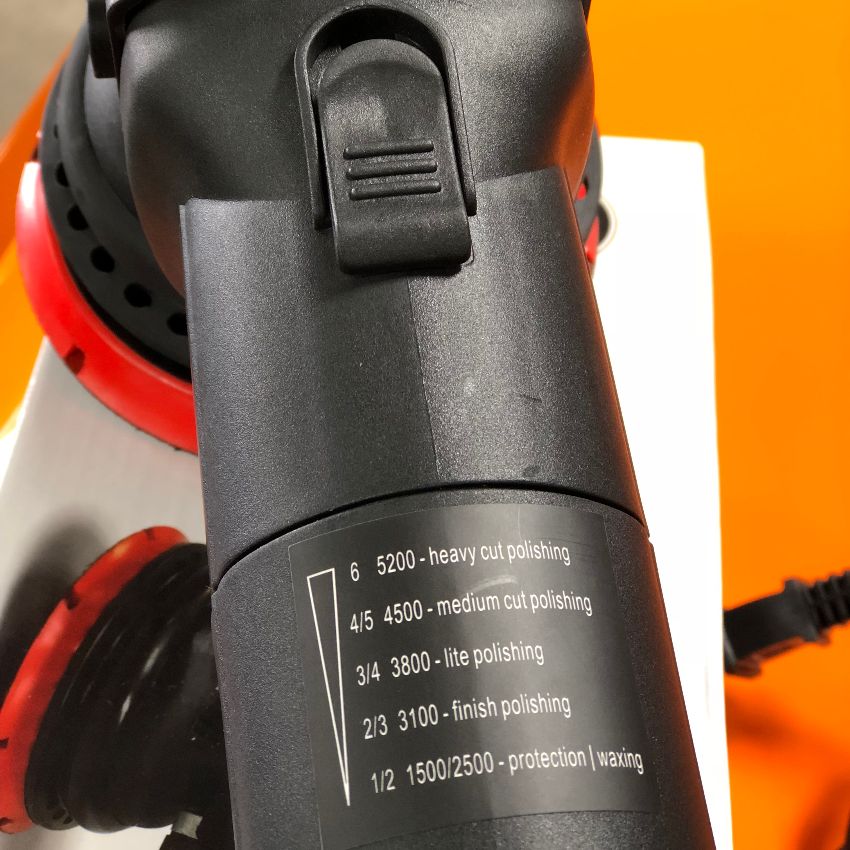 6 5200 - heavy cut polishing
4/5 4500 - medium cut polishing
3/4 3800 - lite polishing
2/3 3100 - finish polishing
1/2 1500/2500 - protection | waxing